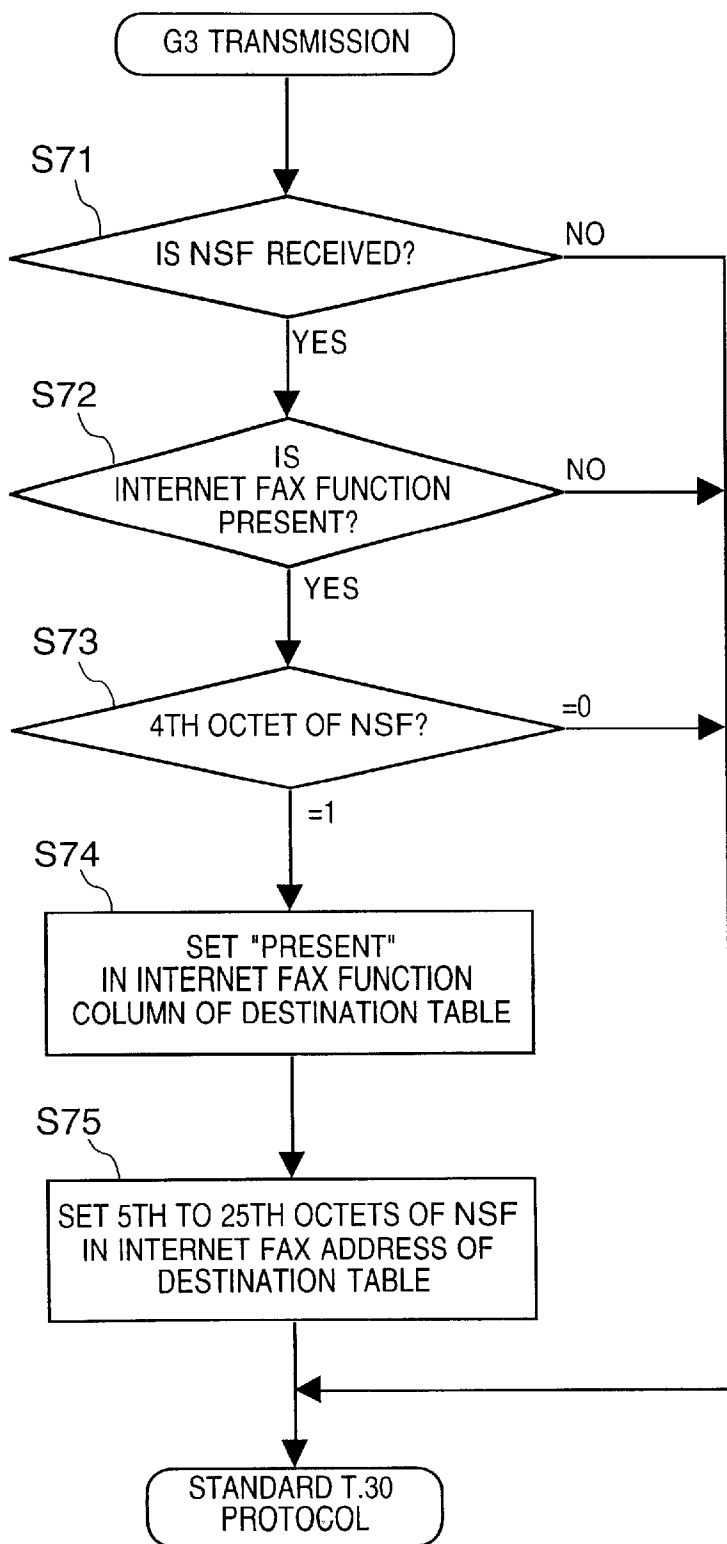 G3 TRANSMISSION
S71
IS NSF RECEIVED?
NO
YES
S72
IS
INTERNET FAX FUNCTION
PRESENT?
NO
YES
S73
4TH OCTET OF NSF?
=0
=1
S74
SET "PRESENT"
IN INTERNET FAX FUNCTION
COLUMN OF DESTINATION TABLE
S75
SET 5TH TO 25TH OCTETS OF NSF
IN INTERNET FAX ADDRESS OF
DESTINATION TABLE
STANDARD T.30
PROTOCOL